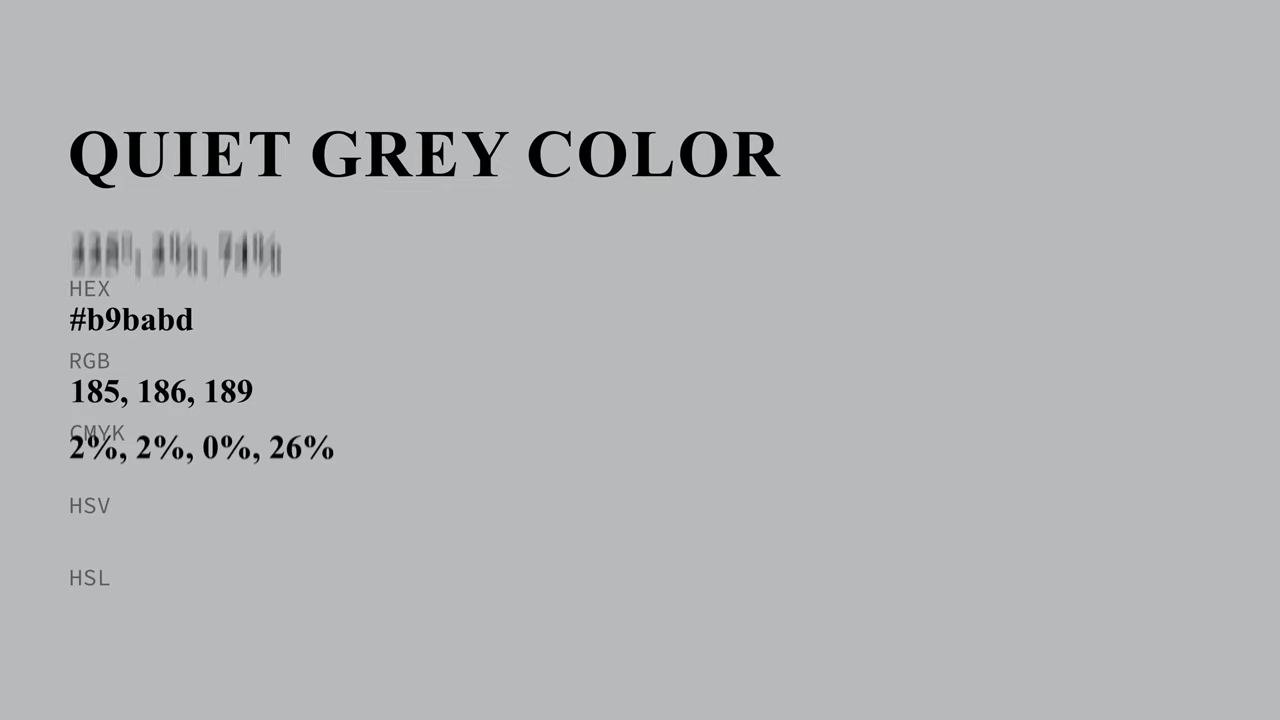 QUIET GREY COLOR
HEX
#b9babd
RGB
185, 186, 189
CMYK
2%, 2%, 0%, 26%
HSV
HSL